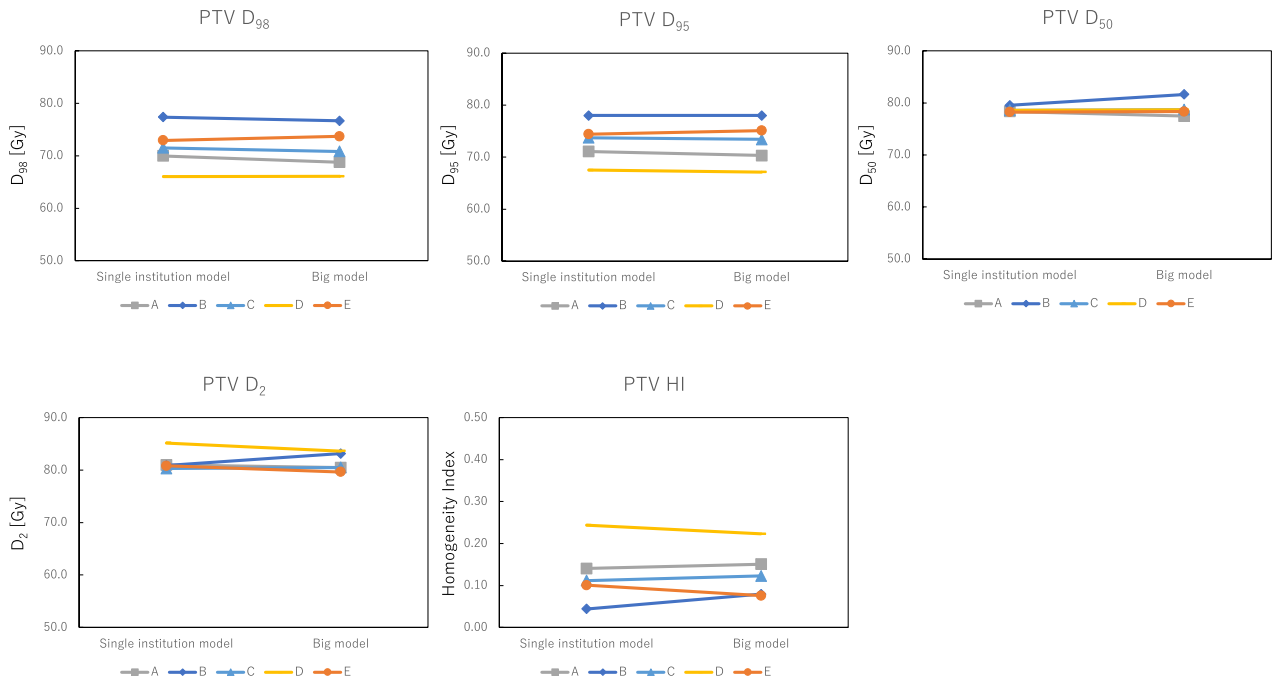 PTV D98
90.0
80.0
70.0
60.0
50.0
D98 [Gy]
Single institution model Big model
A B C D E
PTV D95
90.0
80.0
70.0
60.0
50.0
D95 [Gy]
Single institution model Big model
A B C D E
PTV D50
90.0
80.0
70.0
60.0
50.0
D50 [Gy]
Single institution model Big model
A B C D E
PTV D2
90.0
80.0
70.0
60.0
50.0
D2 [Gy]
Single institution model Big model
A B C D E
PTV HI
0.50
0.40
0.30
0.20
0.10
0.00
Homogeneity Index
Single institution model Big model
A B C D E